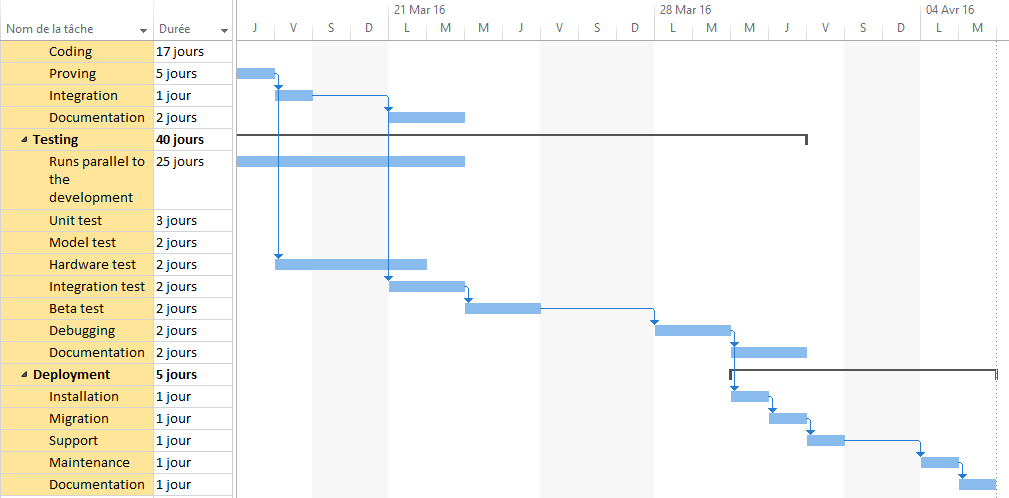 21 Mar 16 28 Mar 16 04 Avr 16
Nom de la tâche Durée J V S D L M M J V S D L M M J V S D L M
Coding 17 jours
Proving 5 jours
Integration 1 jour
Documentation 2 jours
Testing 40 jours
Runs parallel to 25 jours
the
development
Unit test 3 jours
Model test 2 jours
Hardware test 2 jours
Integration test 2 jours
Beta test 2 jours
Debugging 2 jours
Documentation 2 jours
Deployment 5 jours
Installation 1 jour
Migration 1 jour
Support 1 jour
Maintenance 1 jour
Documentation 1 jour